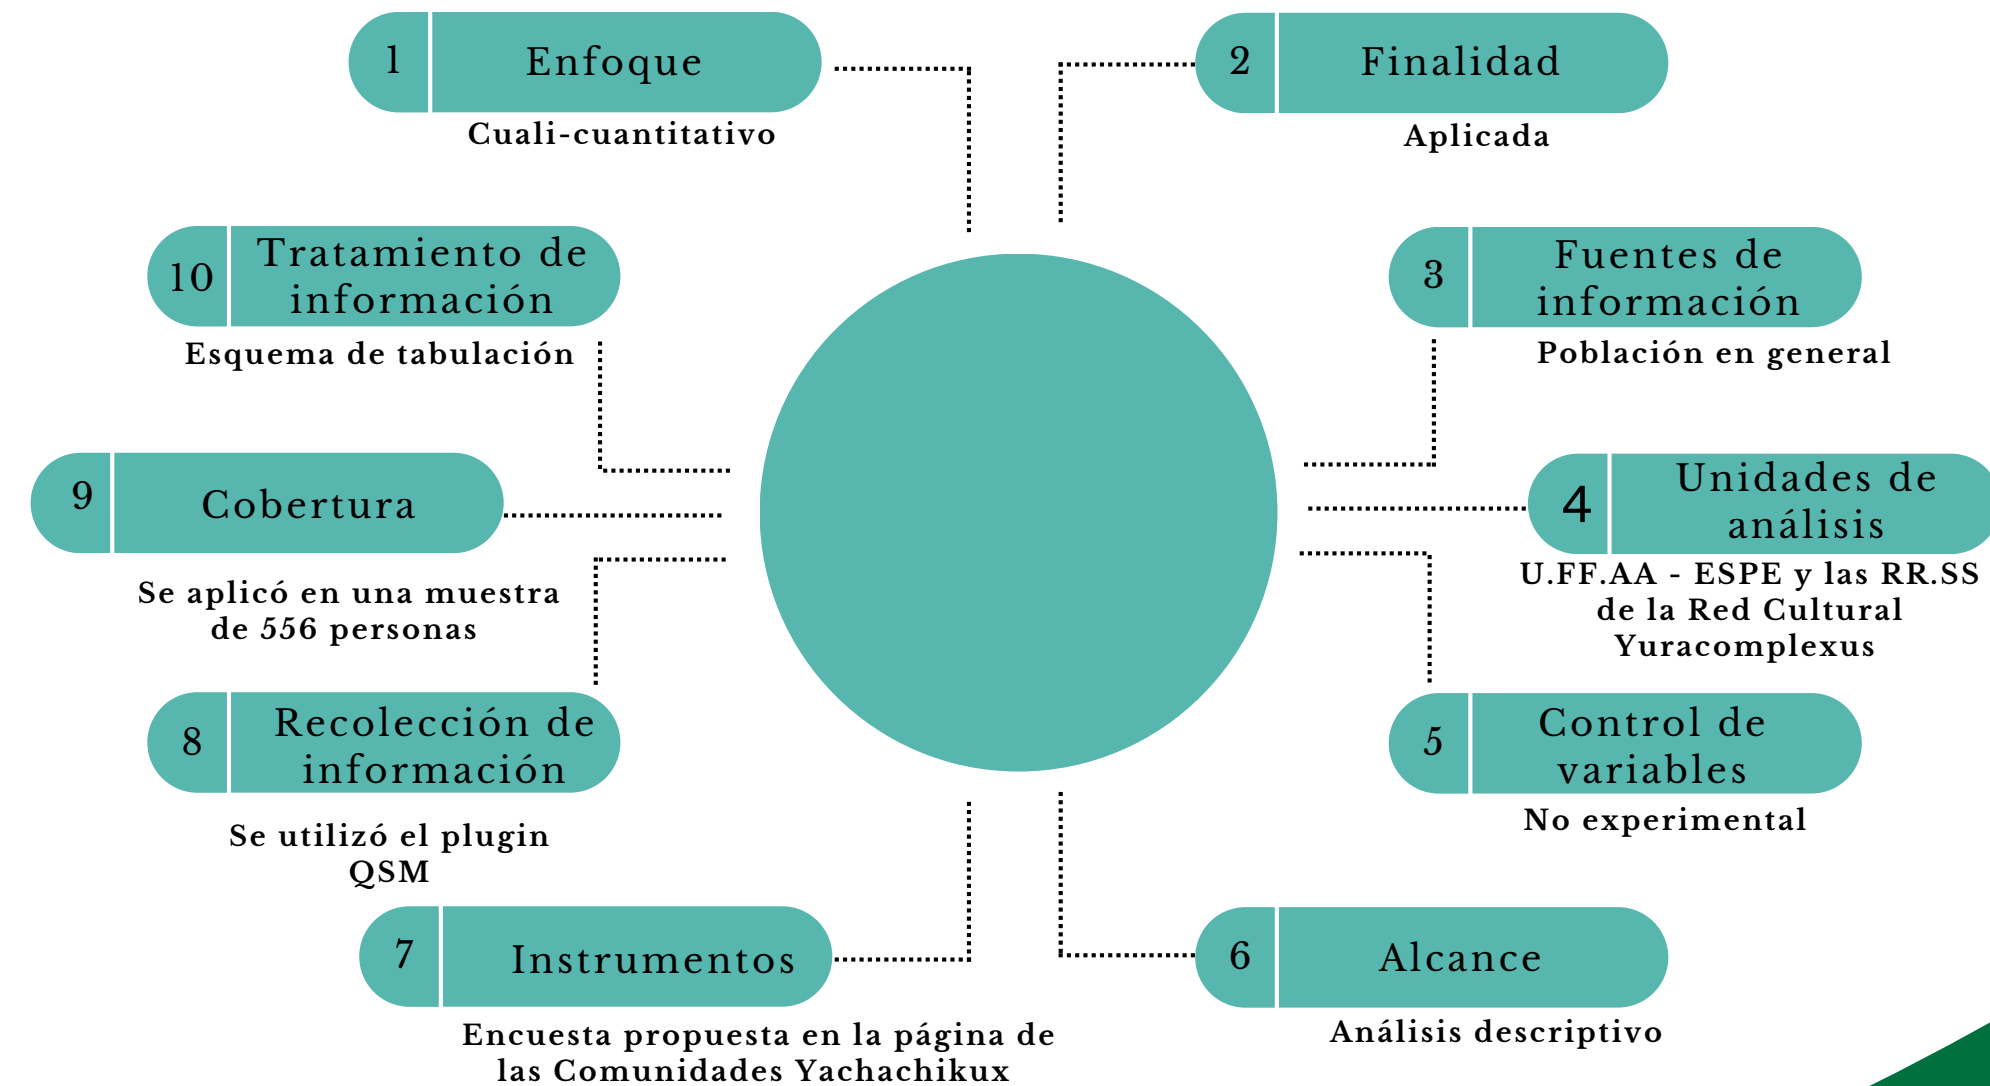 1
Enfoque
Cuali-cuantitativo
2
Finalidad
Aplicada
3
Fuentes de
información
Población en general
4
Unidades de
análisis
U.FF.AA - ESPE y las RR.SS
de la Red Cultural
Yuracomplexus
5
Control de
variables
No experimental
6
Alcance
Análisis descriptivo
7
Instrumentos
Encuesta propuesta en la página de
las Comunidades Yachachikux
8
Recolección de
información
Se utilizó el plugin
QSM
9
Cobertura
Se aplicó en una muestra
de 556 personas
10
Tratamiento de
información
Esquema de tabulación